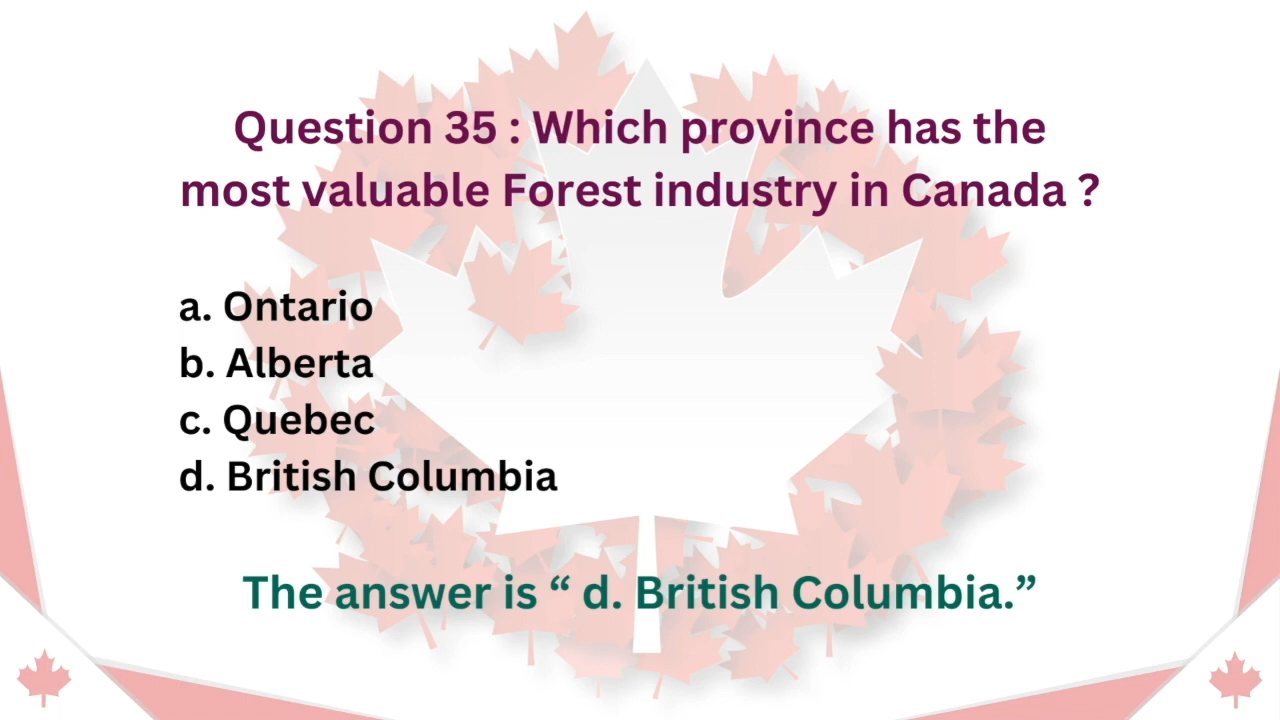 Question 35 : Which province has the
most valuable Forest industry in Canada ?
a. Ontario
b. Alberta
c. Quebec
d. British Columbia
The answer is “ d. British Columbia.”